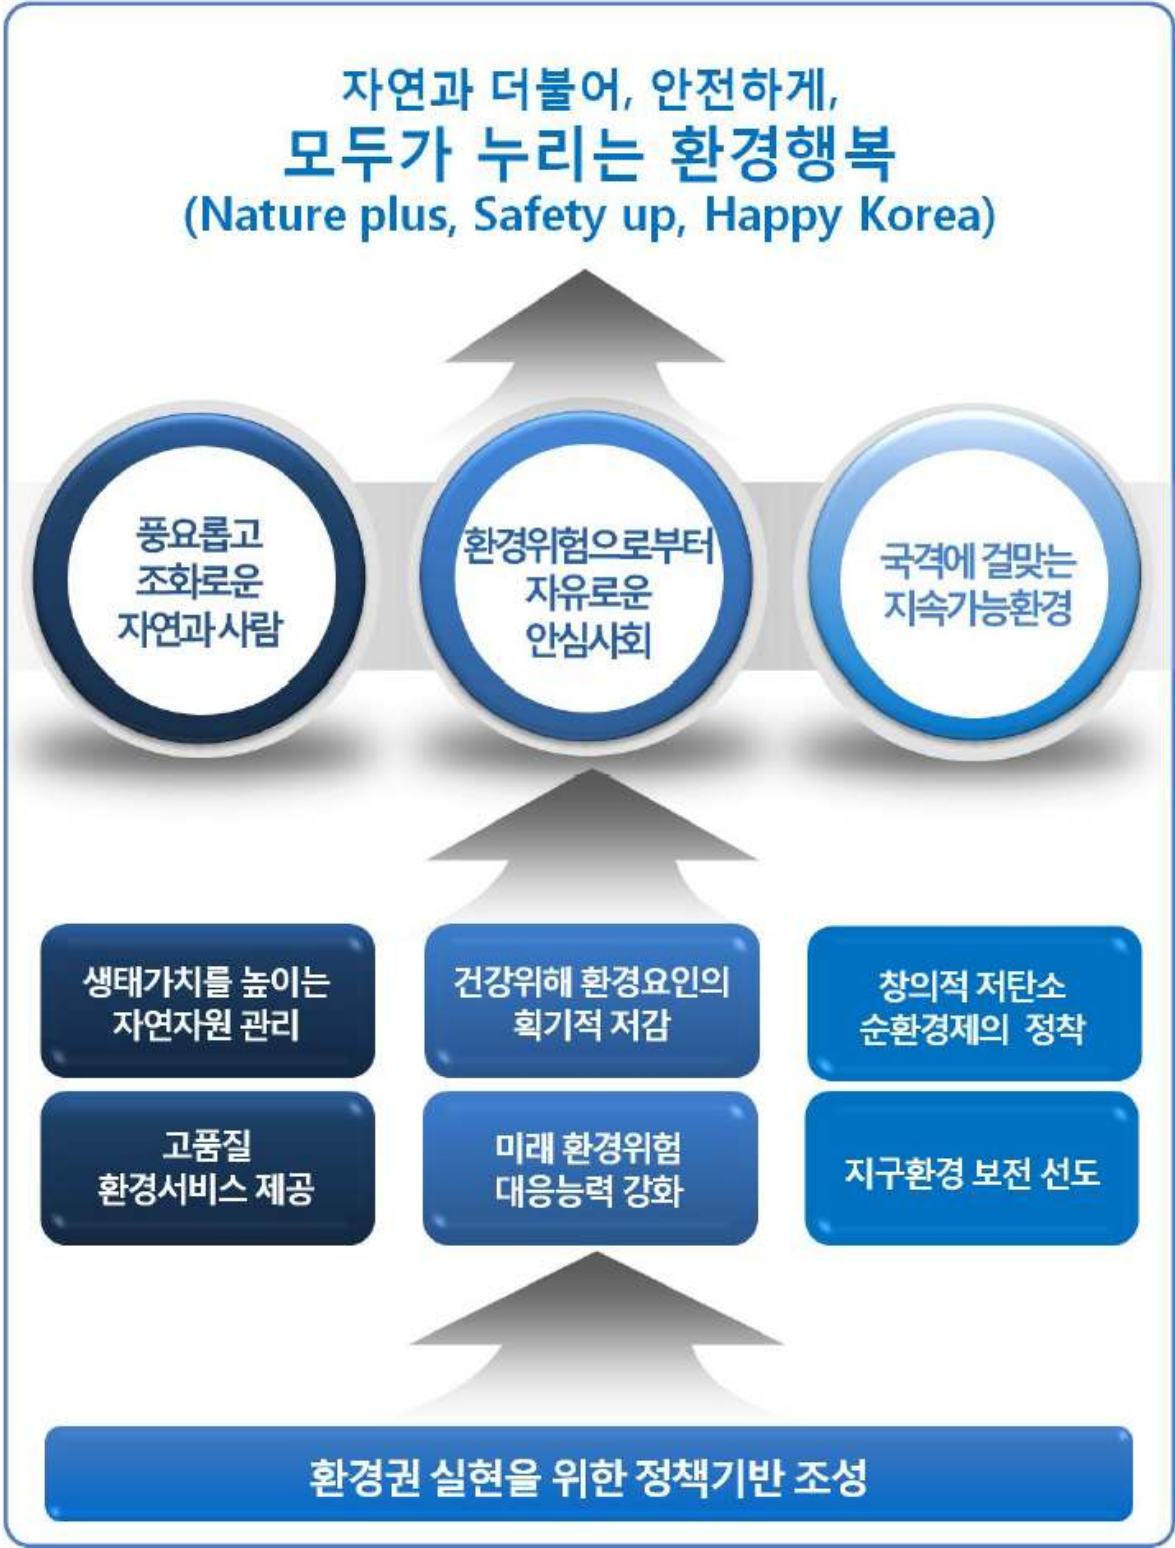 자연과 더불어, 안전하게,
모두가 누리는 환경행복
(Nature plus, Safety up, Happy Korea)
풍요롭고
조화로운
자연과 사람
환경위험으로부터
자유로운
안심사회
국격에 걸맞는
지속가능환경
생태가치를 높이는
자연자원 관리
건강위해 환경요인의
획기적 저감
창의적 저탄소
순환경제의 정착
고품질
환경서비스 제공
미래 환경위험
대응능력 강화
지구환경 보전 선도
환경권 실현을 위한 정책기반 조성